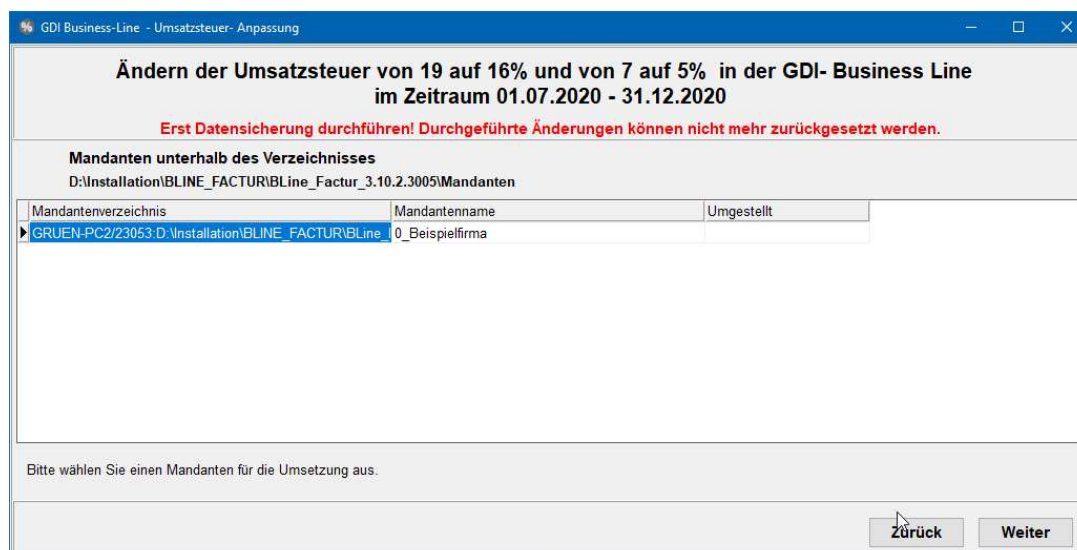 GDI Business-Line - Umsatzsteuer- Anpassung
Ändern der Umsatzsteuer von 19 auf 16% und von 7 auf 5% in der GDI- Business Line
im Zeitraum 01.07.2020 - 31.12.2020
Erst Datensicherung durchführen! Durchgeführte Änderungen können nicht mehr zurückgesetzt werden.
Mandanten unterhalb des Verzeichnisses
D:\Installation\BLINE_FACTUR\BLine_Factur_3.10.2.3005\Mandanten
Mandantenverzeichnis Mandantenname Umgestellt
GRUEN-PC2/23053:D:\Installation\BLINE_FACTUR\BLine_ 0_Beispielfirma
Bitte wählen Sie einen Mandanten für die Umsetzung aus.
Zurück Weiter